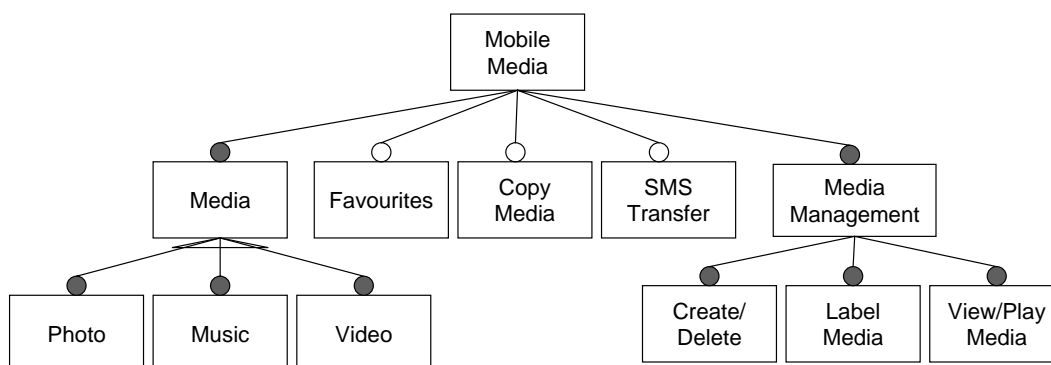 Mobile
Media
Media
Favourites
Copy
Media
SMS
Transfer
Media
Management
Photo
Music
Video
Create/
Delete
Label
Media
View/Play
Media